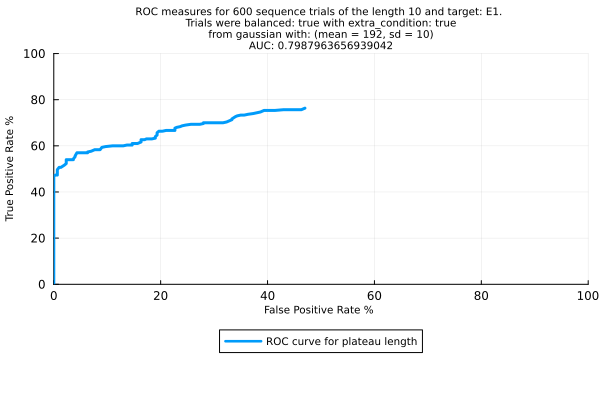 ROC measures for 600 sequence trials of the length 10 and target: E1.
Trials were balanced: true with extra_condition: true
from gaussian with: (mean = 192, sd = 10)
AUC: 0.7987963656939042
100
80
60
40
20
0
True Positive Rate %
0 20 40 60 80 100
False Positive Rate %
ROC curve for plateau length